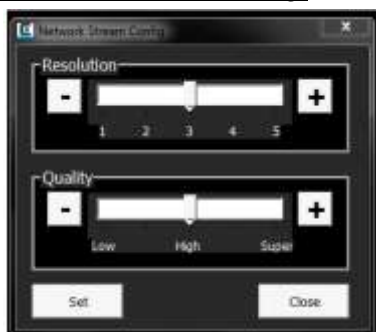 Network Stream Config
x
Resolution
- +
1 2 3 4 5
Quality
- +
Low High Super
Set Close